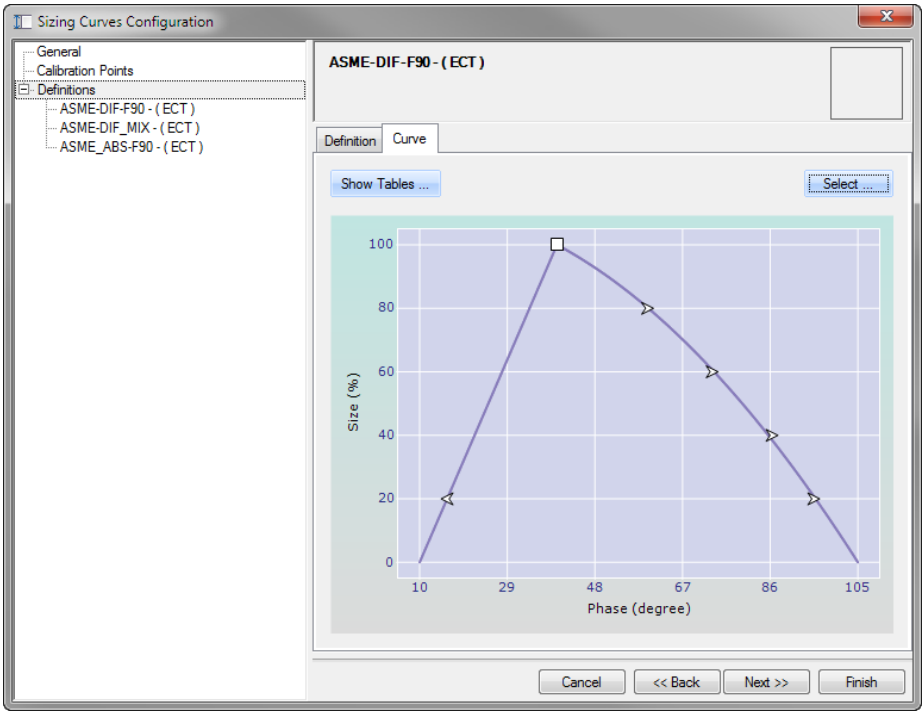 Sizing Curves Configuration
General
Calibration Points
Definitions
ASME-DIF-F90 - ( ECT )
ASME-DIF_MIX - ( ECT )
ASME_ABS-F90 - ( ECT )
ASME-DIF-F90 - ( ECT )
Definition Curve
Show Tables ... Select ...
100
80
60
40
20
0
Size (%)
10 29 48 67 86 105
Phase (degree)
Cancel << Back Next >> Finish